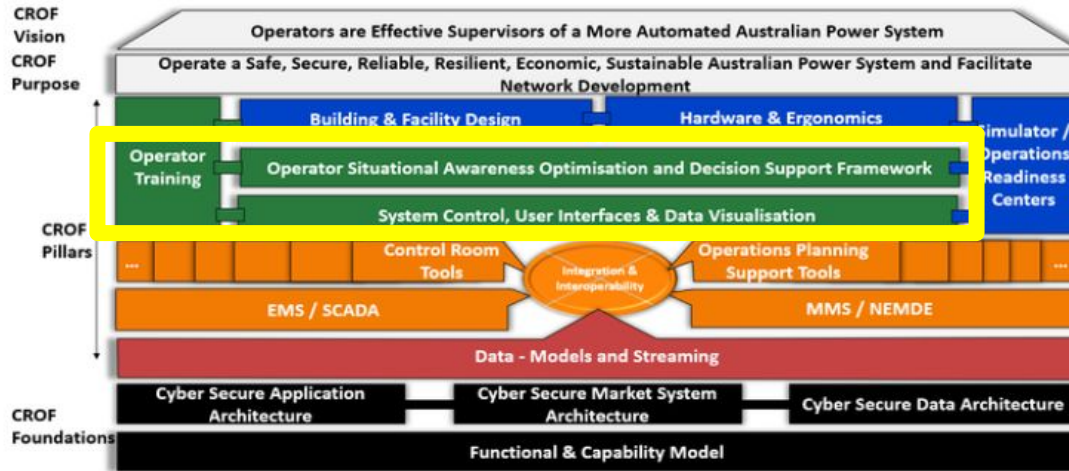 CROF
Vision
Operators are Effective Supervisors of a More Automated Australian Power System
CROF
Purpose
Operate a Safe, Secure, Reliable, Resilient, Economic, Sustainable Australian Power System and Facilitate
Network Development
CROF
Pillars
Operator
Training
Building & Facility Design
Hardware & Ergonomics
Simulator /
Operations
Readiness
Centers
Operator Situational Awareness Optimisation and Decision Support Framework
System Control, User Interfaces & Data Visualisation
...
Control Room
Tools
Integration &
Interoperability
Operations Planning
Support Tools
...
EMS / SCADA
MMS / NEMDE
Data - Models and Streaming
CROF
Foundations
Cyber Secure Application
Architecture
Cyber Secure Market System
Architecture
Cyber Secure Data Architecture
Functional & Capability Model